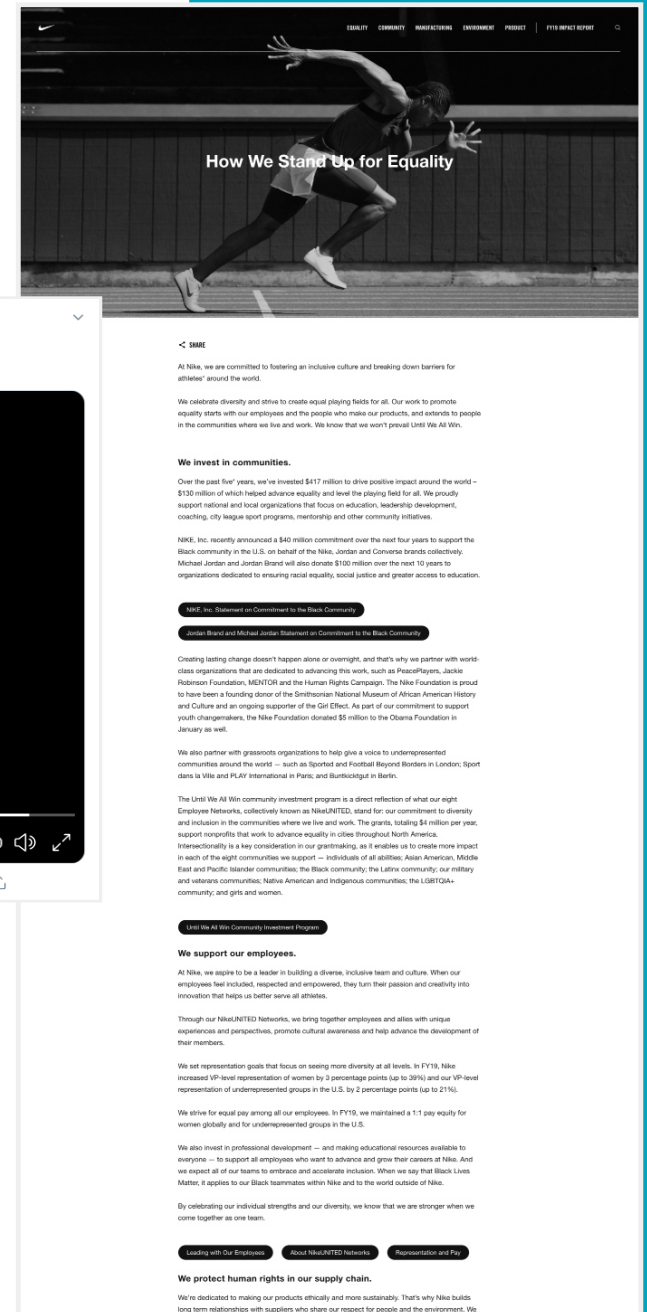 EQUALITY COMMUNITY MANUFACTURING ENVIRONMENT PRODUCT FY19 IMPACT REPORT
How We Stand Up for Equality
SHARE
At Nike, we are committed to fostering an inclusive culture and breaking down barriers for
athletes* around the world.
We celebrate diversity and strive to create equal playing fields for all. Our work to promote
equality starts with our employees and the people who make our products, and extends to people
in the communities where we live and work. We know that we won't prevail Until We All Win.
We invest in communities.
Over the past five* years, we've invested $417 million to drive positive impact around the world –
$130 million of which helped advance equality and level the playing field for all. We proudly
support national and local organizations that focus on education, leadership development,
coaching, city league sport programs, mentorship and other community initiatives.
NIKE, Inc. recently announced a $40 million commitment over the next four years to support the
Black community in the U.S. on behalf of the Nike, Jordan and Converse brands collectively.
Michael Jordan and Jordan Brand will also donate $100 million over the next 10 years to
organizations dedicated to ensuring racial equality, social justice and greater access to education.
NIKE, Inc. Statement on Commitment to the Black Community
Jordan Brand and Michael Jordan Statement on Commitment to the Black Community
Creating lasting change doesn't happen alone or overnight, and that's why we partner with world-
class organizations that are dedicated to advancing this work, such as PeacePlayers, Jackie
Robinson Foundation, MENTOR and the Human Rights Campaign. The Nike Foundation is proud
to have been a founding donor of the Smithsonian National Museum of African American History
and Culture and an ongoing supporter of the Girl Effect. As part of our commitment to support
youth changemakers, the Nike Foundation donated $5 million to the Obama Foundation in
January as well.
We also partner with grassroots organizations to help give a voice to underrepresented
communities around the world — such as Sported and Football Beyond Borders in London; Sport
dans la Ville and PLAY International in Paris; and Buntkicktgut in Berlin.
The Until We All Win community investment program is a direct reflection of what our eight
Employee Networks, collectively known as NikeUNITED, stand for: our commitment to diversity
and inclusion in the communities where we live and work. The grants, totaling $4 million per year,
support nonprofits that work to advance equality in cities throughout North America.
Intersectionality is a key consideration in our grantmaking, as it enables us to create more impact
in each of the eight communities we support — individuals of all abilities; Asian American, Middle
East and Pacific Islander communities; the Black community; the Latinx community; our military
and veterans communities; Native American and Indigenous communities; the LGBTQIA+
community; and girls and women.
Until We All Win Community Investment Program
We support our employees.
At Nike, we aspire to be a leader in building a diverse, inclusive team and culture. When our
employees feel included, respected and empowered, they turn their passion and creativity into
innovation that helps us better serve all athletes.
Through our NikeUNITED Networks, we bring together employees and allies with unique
experiences and perspectives, promote cultural awareness and help advance the development of
their members.
We set representation goals that focus on seeing more diversity at all levels. In FY19, Nike
increased VP-level representation of women by 3 percentage points (up to 39%) and our VP-level
representation of underrepresented groups in the U.S. by 2 percentage points (up to 21%).
We strive for equal pay among all our employees. In FY19, we maintained a 1:1 pay equity for
women globally and for underrepresented groups in the U.S.
We also invest in professional development — and making educational resources available to
everyone — to support all employees who want to advance and grow their careers at Nike. And
we expect all of our teams to embrace and accelerate inclusion. When we say that Black Lives
Matter, it applies to our Black teammates within Nike and to the world outside of Nike.
By celebrating our individual strengths and our diversity, we know that we are stronger when we
come together as one team.
Leading with Our Employees About NikeUNITED Networks Representation and Pay
We protect human rights in our supply chain.
We're dedicated to making our products ethically and more sustainably. That's why Nike builds
long term relationships with suppliers who share our respect for people and the environment. We